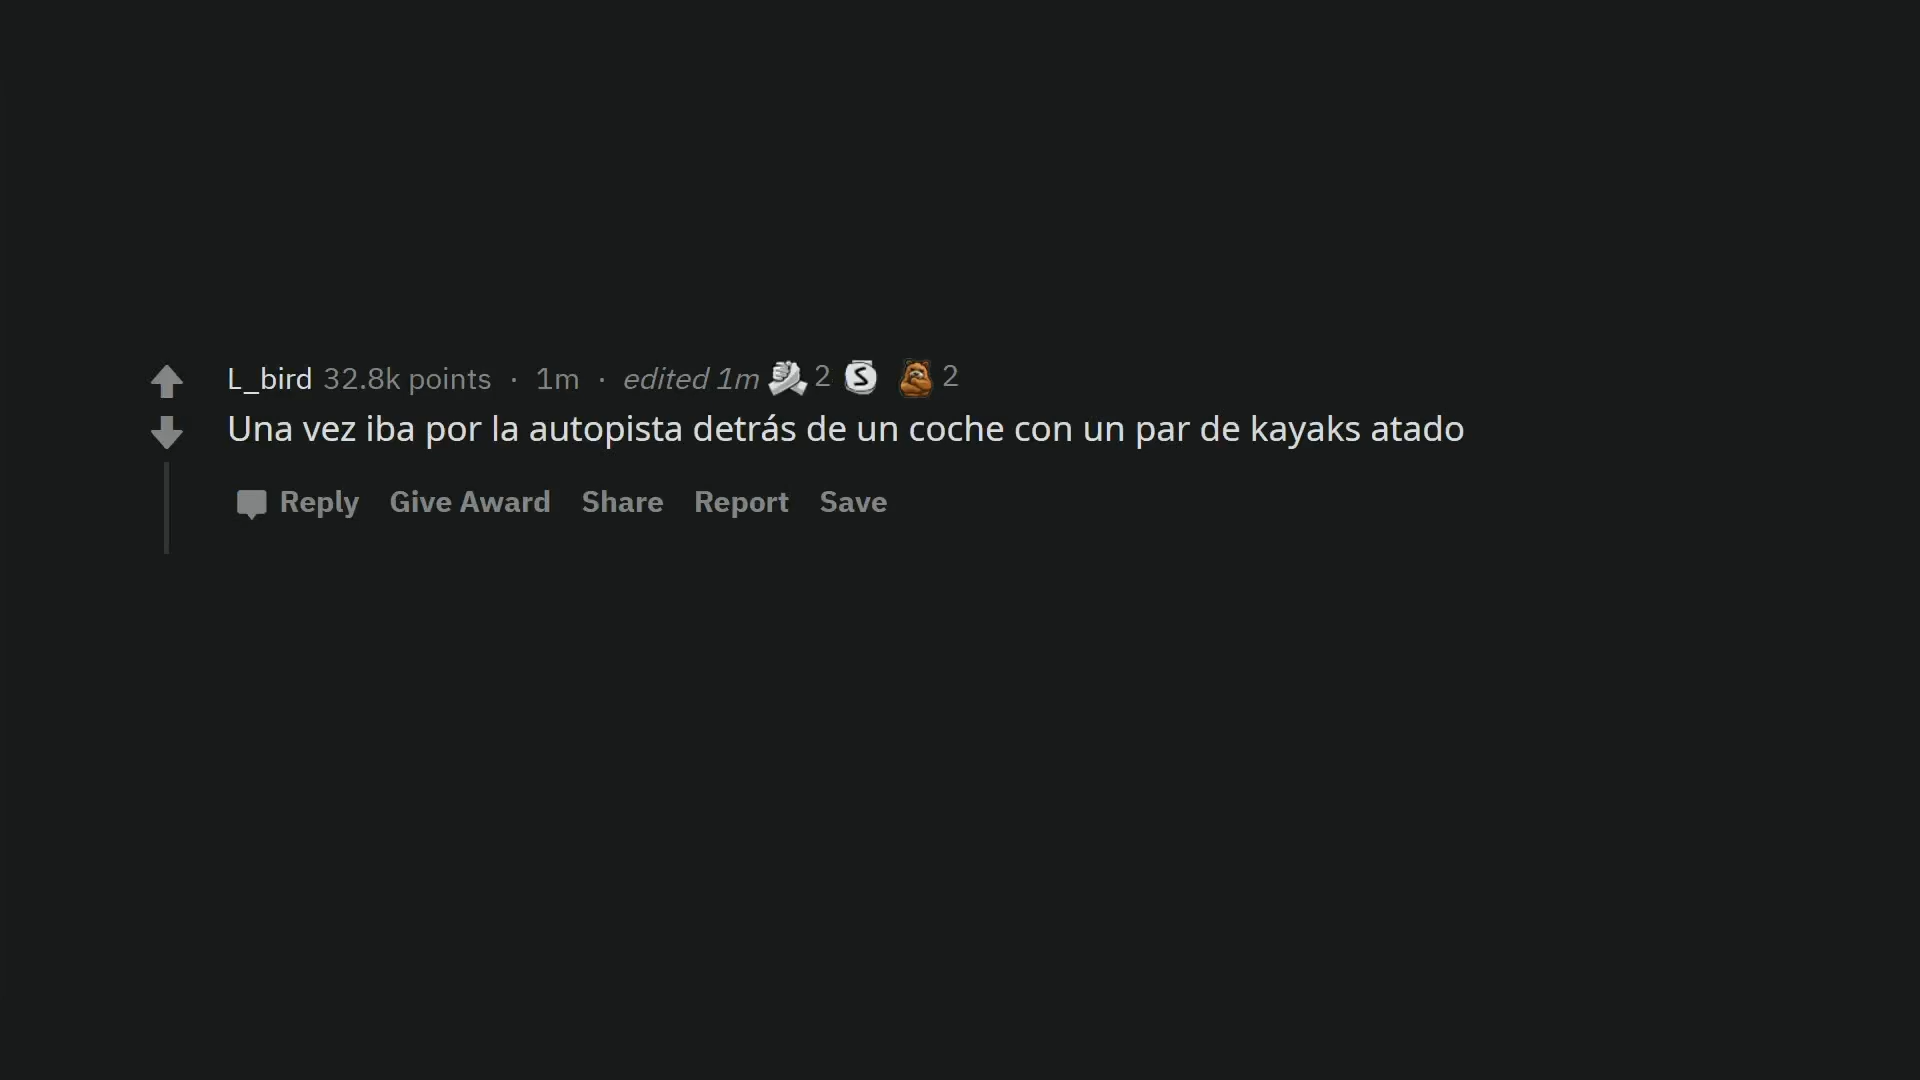 L_bird 32.8k points · 1m · edited 1m 2 S 2
Una vez iba por la autopista detrás de un coche con un par de kayaks atado
Reply Give Award Share Report Save